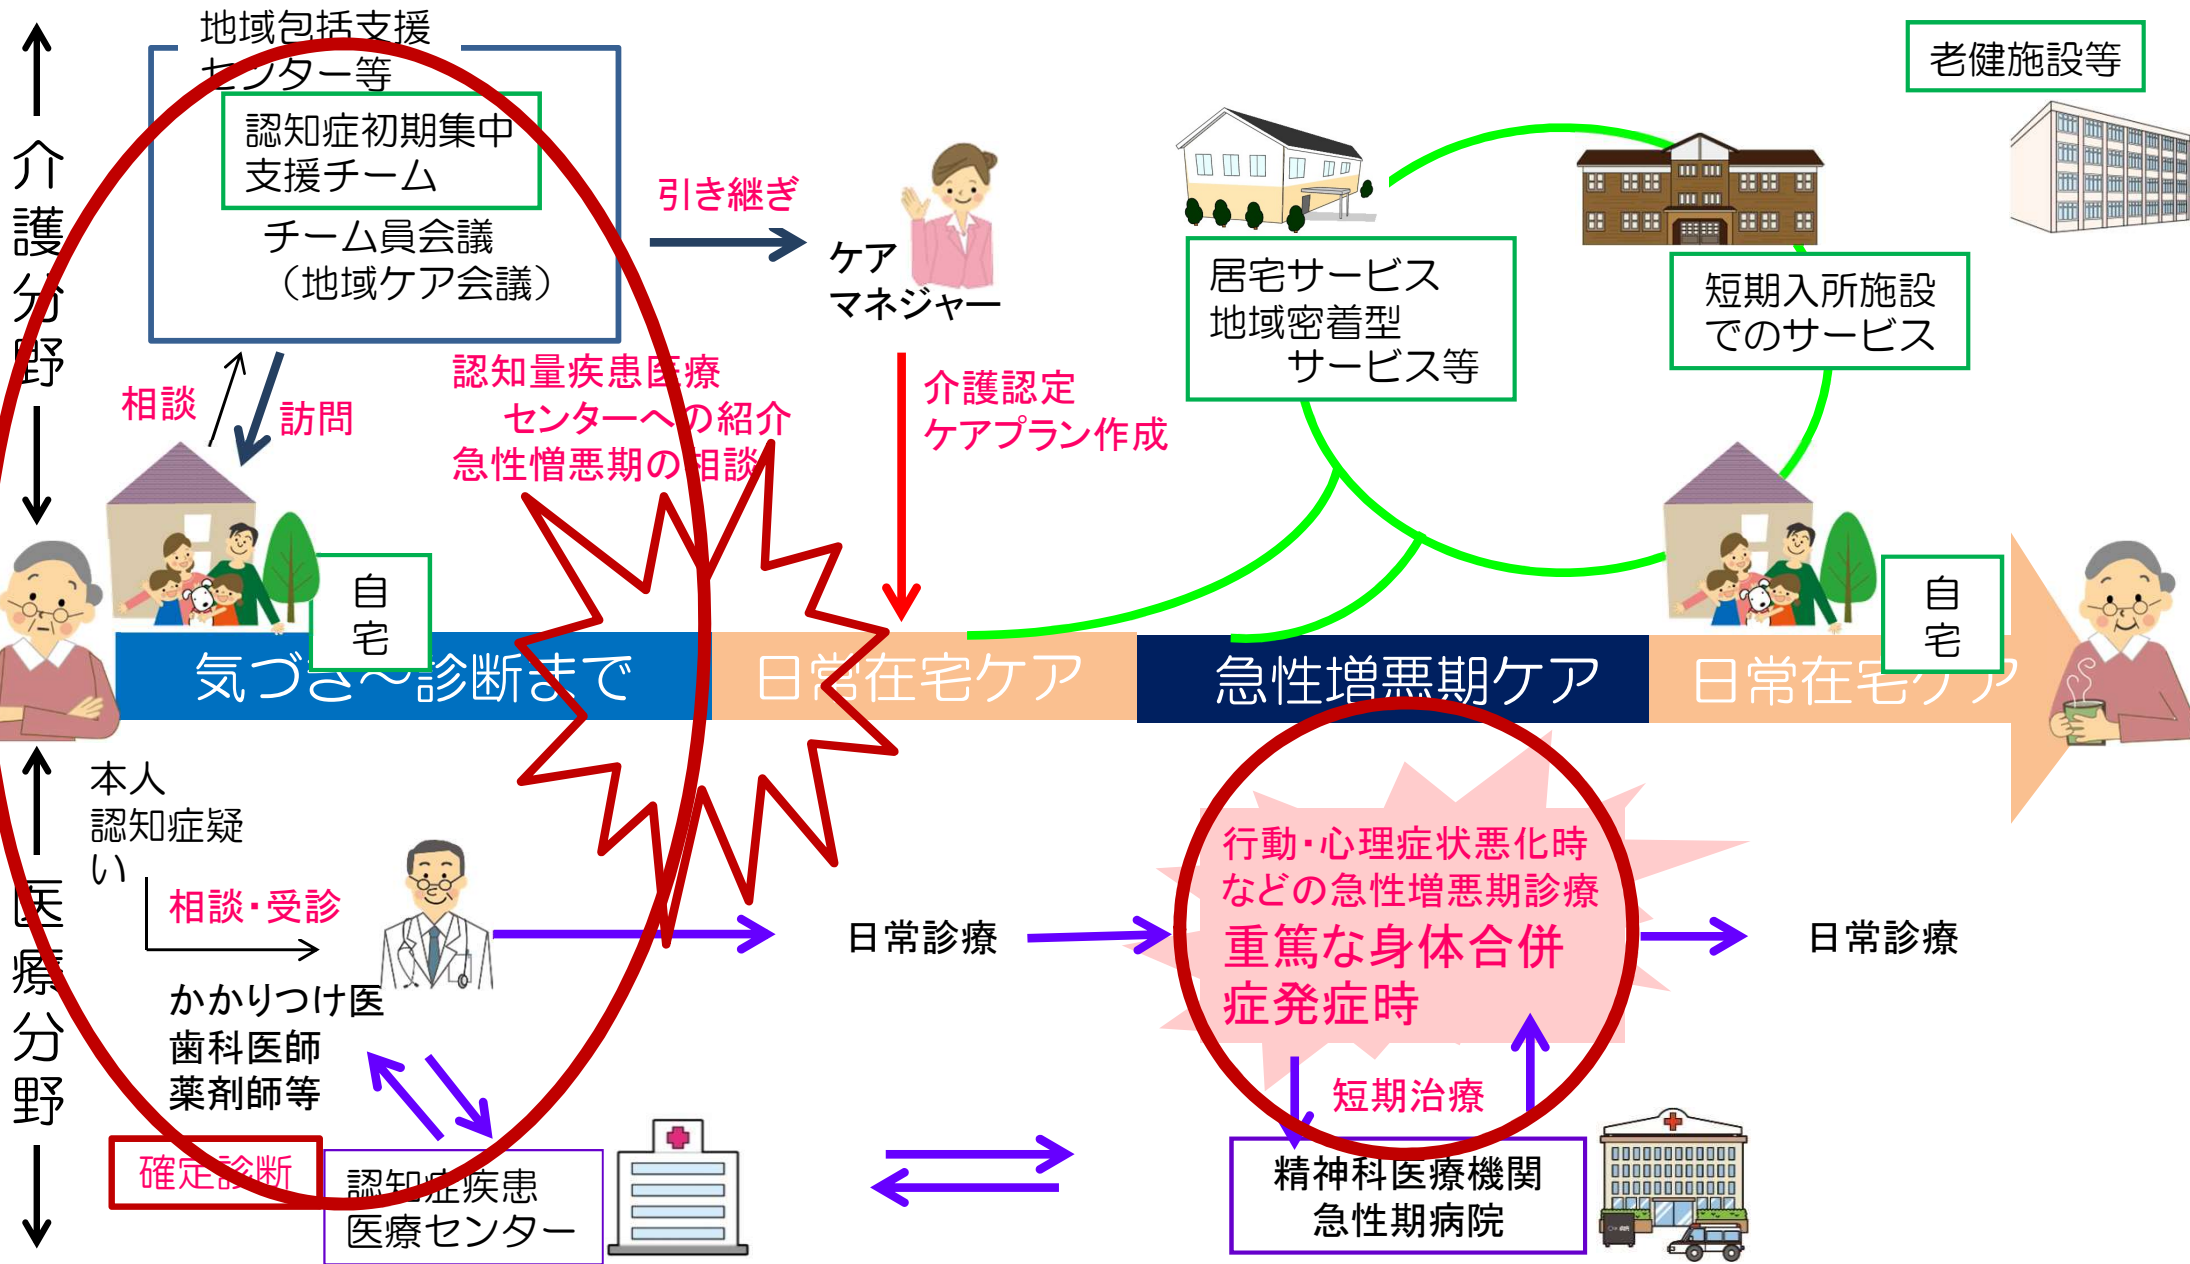 地域包括支援
センター等
認知症初期集中
支援チーム
チーム員会議
（地域ケア会議）
介護分野
引き継ぎ
ケア
マネジャー
老健施設等
居宅サービス
地域密着型
サービス等
短期入所施設
でのサービス
相談
訪問
認知量疾患医療
センターへの紹介
急性憎悪期の相談
介護認定
ケアプラン作成
自
宅
自
宅
気づき～診断まで
日常在宅ケア
急性増悪期ケア
日常在宅ケア
本人
認知症疑
い
医療分野
相談・受診
かかりつけ医
歯科医師
薬剤師等
日常診療
行動・心理症状悪化時
などの急性増悪期診療
重篤な身体合併
症発症時
日常診療
短期治療
確定診断
認知症疾患
医療センター
精神科医療機関
急性期病院